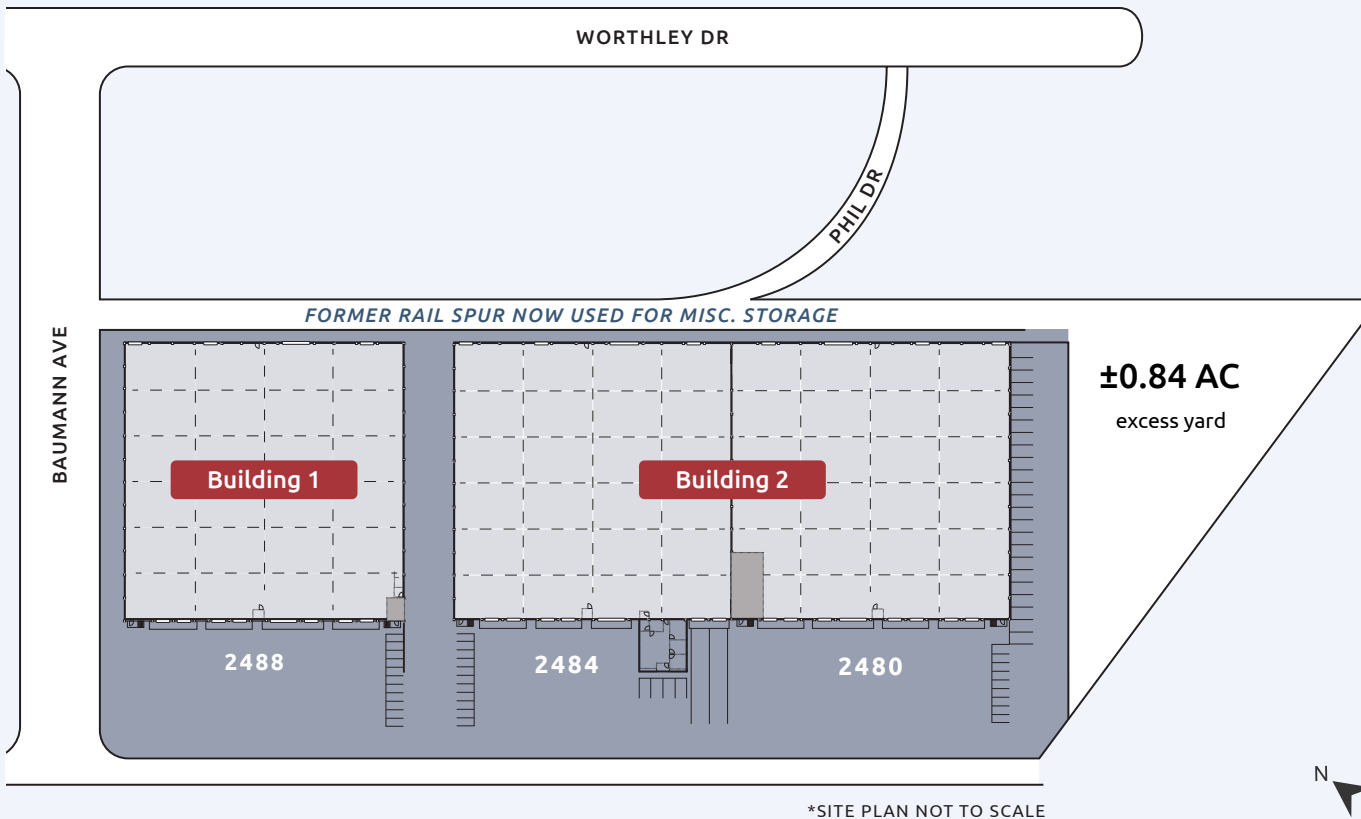 WORTHLEY DR
PHIL DR
FORMER RAIL SPUR NOW USED FOR MISC. STORAGE
BAUMANN AVE
±0.84 AC
excess yard
Building 1
Building 2
2488
2484
2480
N
*SITE PLAN NOT TO SCALE